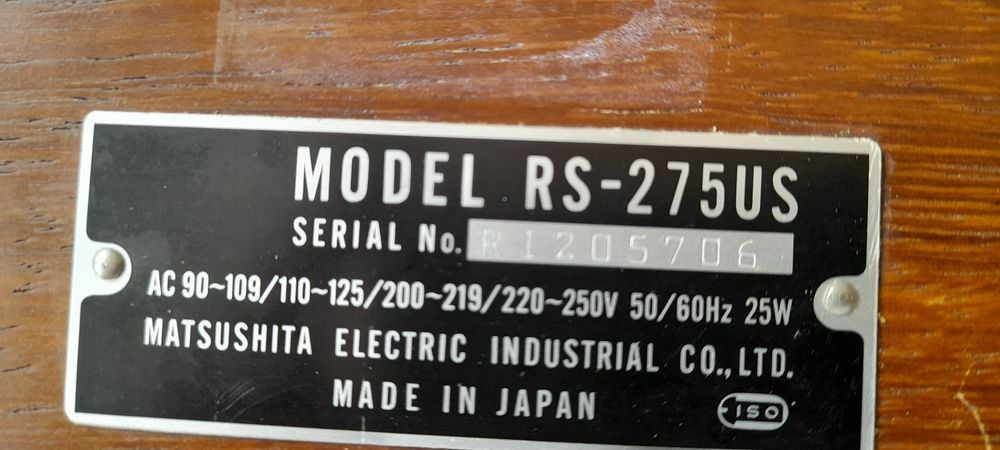 MODEL RS-275US
SERIAL No. RI205706
AC 90~109/110~125/200~219/220~250V 50/60Hz 25W
MATSUSHITA ELECTRIC INDUSTRIAL CO.,LTD.
MADE IN JAPAN
ISO